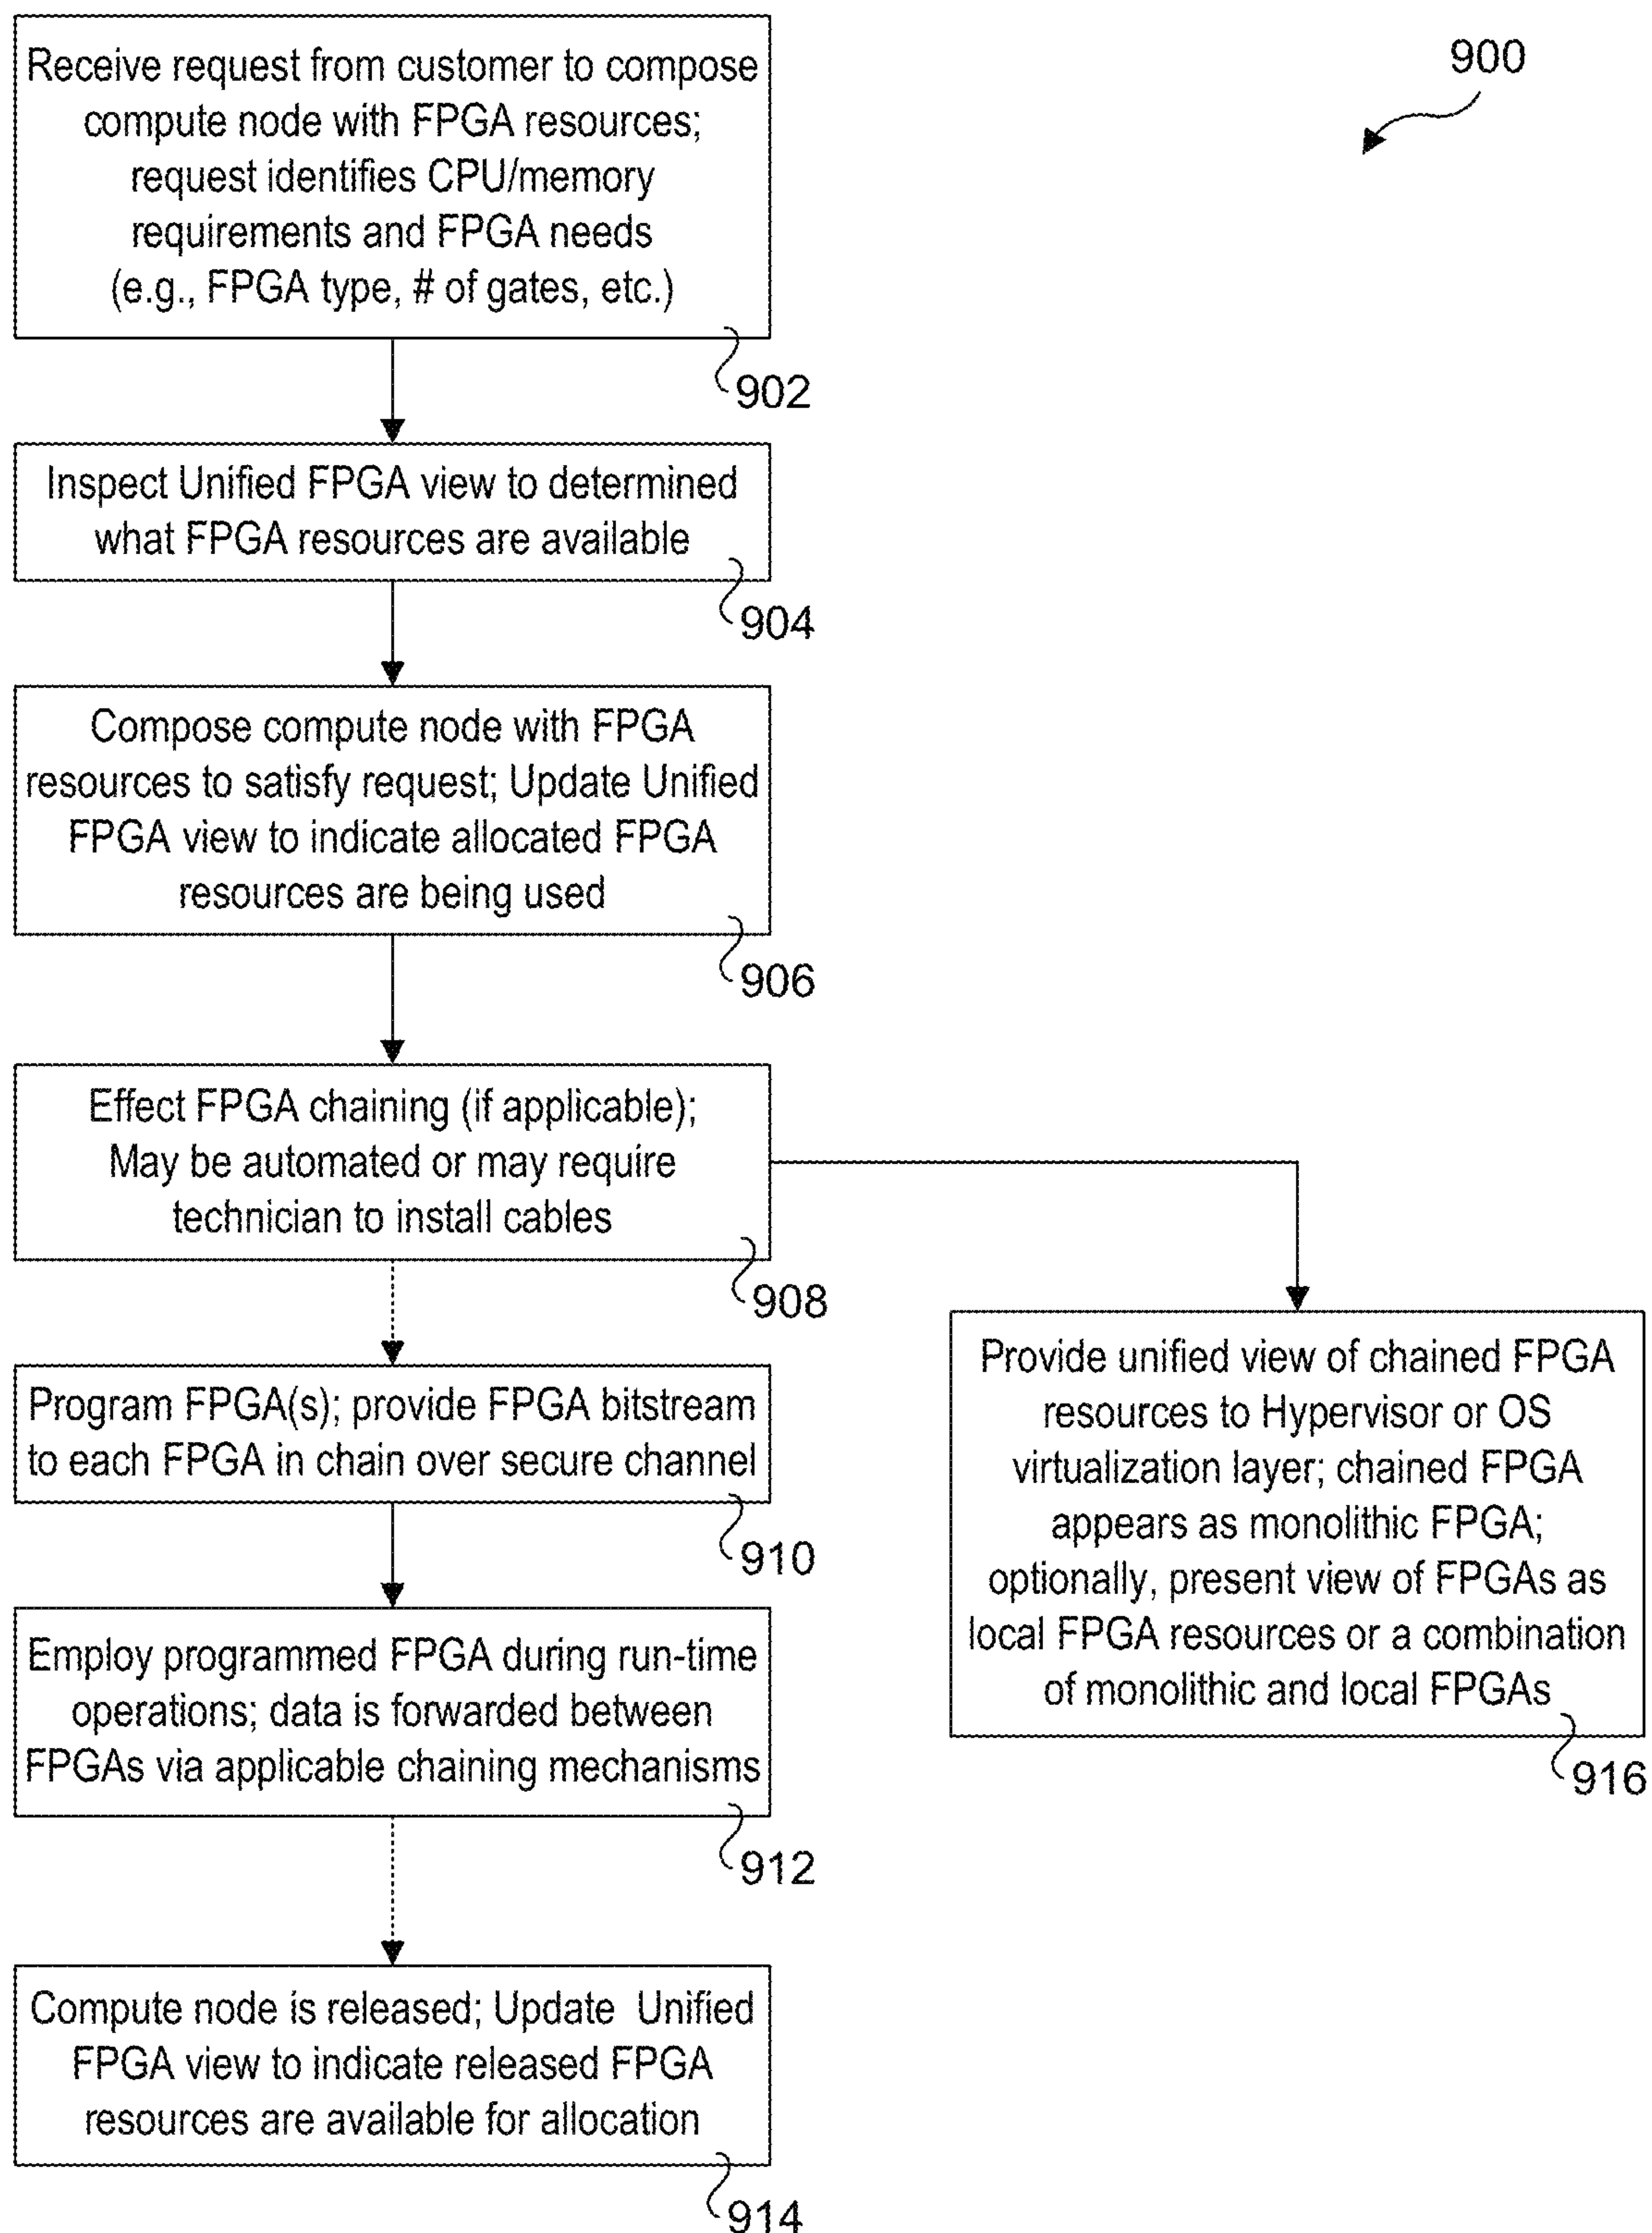 900
Receive request from customer to compose
compute node with FPGA resources;
request identifies CPU/memory
requirements and FPGA needs
(e.g., FPGA type, # of gates, etc.)
902
Inspect Unified FPGA view to determined
what FPGA resources are available
904
Compose compute node with FPGA
resources to satisfy request; Update Unified
FPGA view to indicate allocated FPGA
resources are being used
906
Effect FPGA chaining (if applicable);
May be automated or may require
technician to install cables
908
Program FPGA(s); provide FPGA bitstream
to each FPGA in chain over secure channel
910
Employ programmed FPGA during run-time
operations; data is forwarded between
FPGAs via applicable chaining mechanisms
912
Compute node is released; Update Unified
FPGA view to indicate released FPGA
resources are available for allocation
914
Provide unified view of chained FPGA
resources to Hypervisor or OS
virtualization layer; chained FPGA
appears as monolithic FPGA;
optionally, present view of FPGAs as
local FPGA resources or a combination
of monolithic and local FPGAs
916